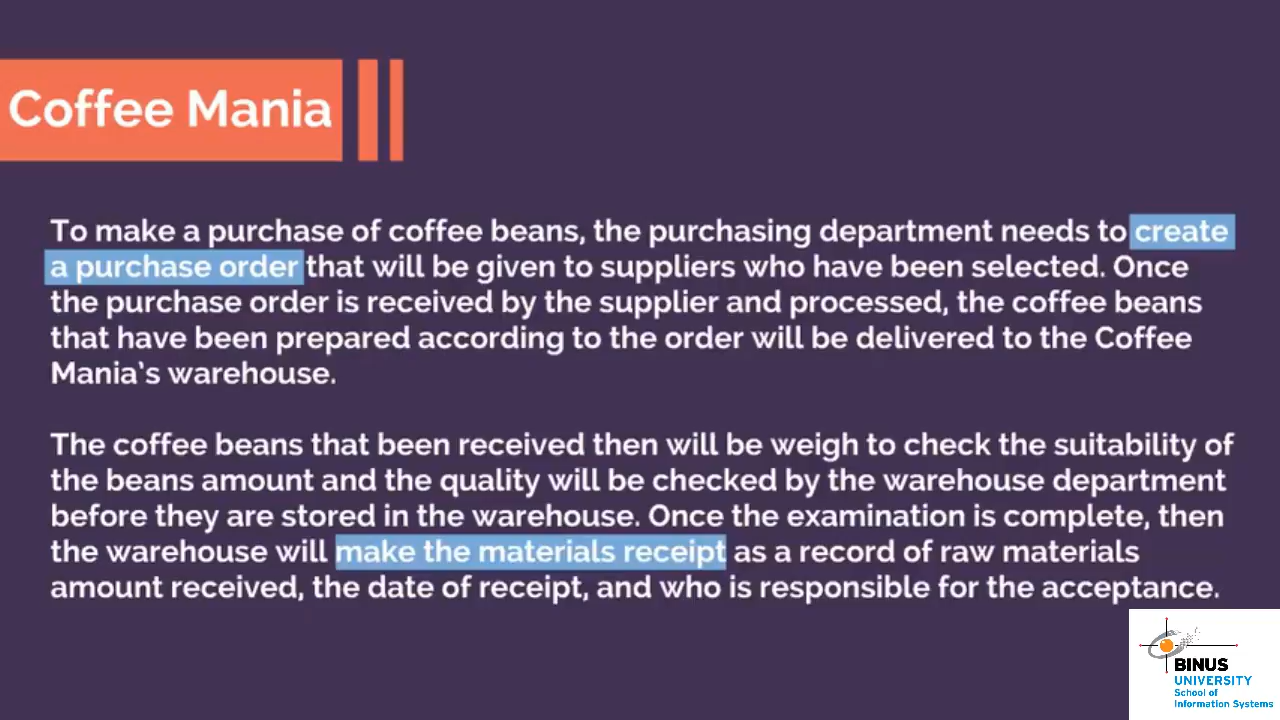 Coffee Mania
To make a purchase of coffee beans, the purchasing department needs to create
a purchase order that will be given to suppliers who have been selected. Once
the purchase order is received by the supplier and processed, the coffee beans
that have been prepared according to the order will be delivered to the Coffee
Mania`s warehouse.
The coffee beans that been received then will be weigh to check the suitability of
the beans amount and the quality will be checked by the warehouse department
before they are stored in the warehouse. Once the examination is complete, then
the warehouse will make the materials receipt as a record of raw materials
amount received, the date of receipt, and who is responsible for the acceptance.
BINUS
UNIVERSITY
School of
Information Systems